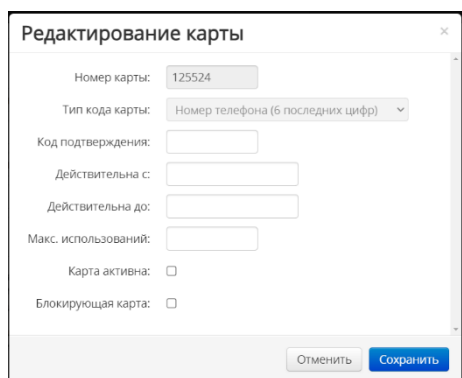 Редактирование карты ×
Номер карты: 125524
Тип кода карты: Номер телефона (6 последних цифр)
Код подтверждения:
Действительна с:
Действительна до:
Макс. использований:
Карта активна:
Блокирующая карта:
Отменить Сохранить